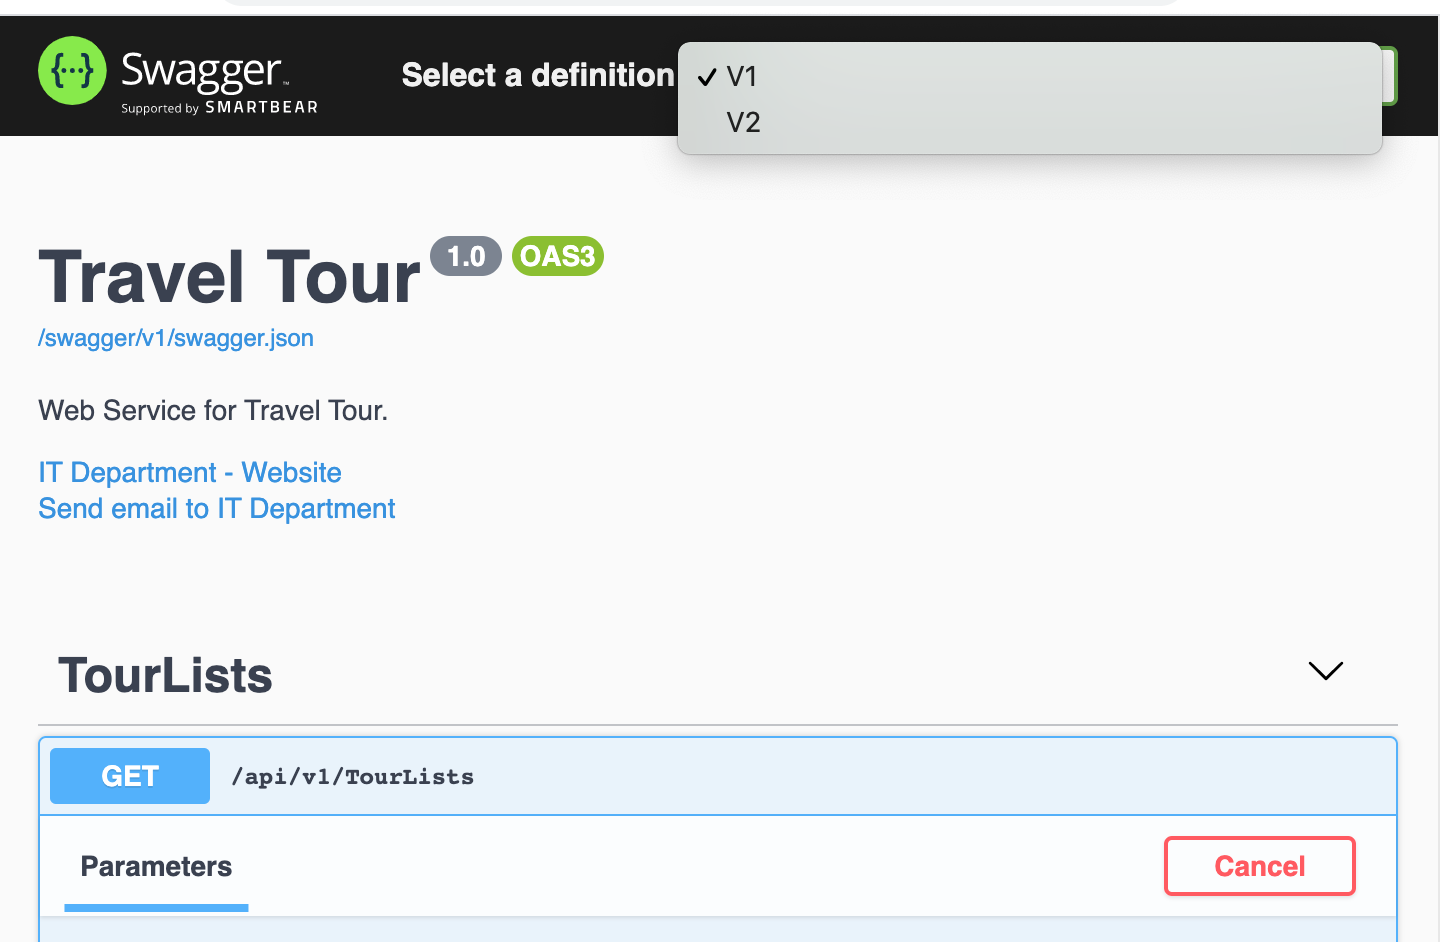 Swagger™
Supported by SMARTBEAR
Select a definition
✓ V1
V2
Travel Tour 1.0 OAS3
/swagger/v1/swagger.json
Web Service for Travel Tour.
IT Department - Website
Send email to IT Department
TourLists
GET /api/v1/TourLists
Parameters
Cancel